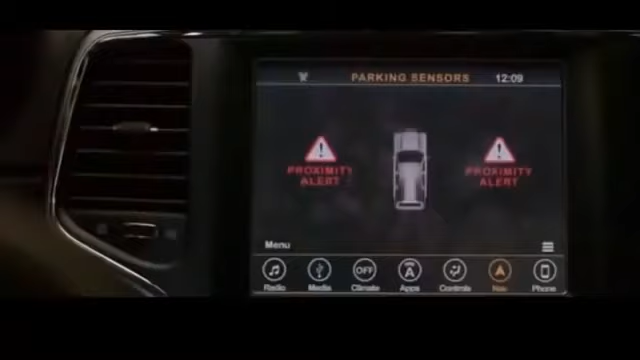 PARKING SENSORS 12:09
PROXIMITY ALERT
PROXIMITY ALERT
Menu
OFF
Radio Media Climate Apps Controls Nav Phone